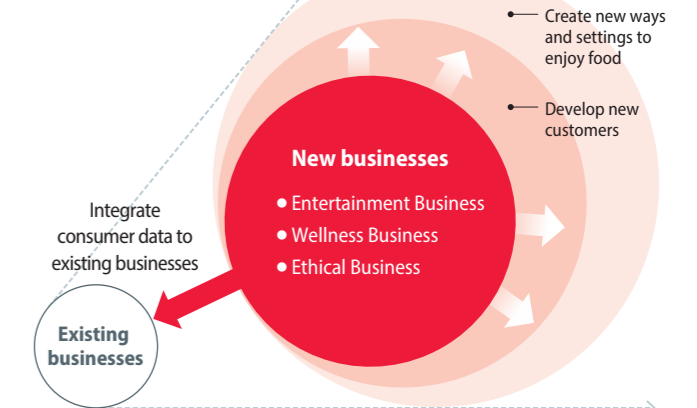 Create new ways
and settings to
enjoy food
Develop new
customers
New businesses
● Entertainment Business
● Wellness Business
● Ethical Business
Integrate
consumer data to
existing businesses
Existing
businesses